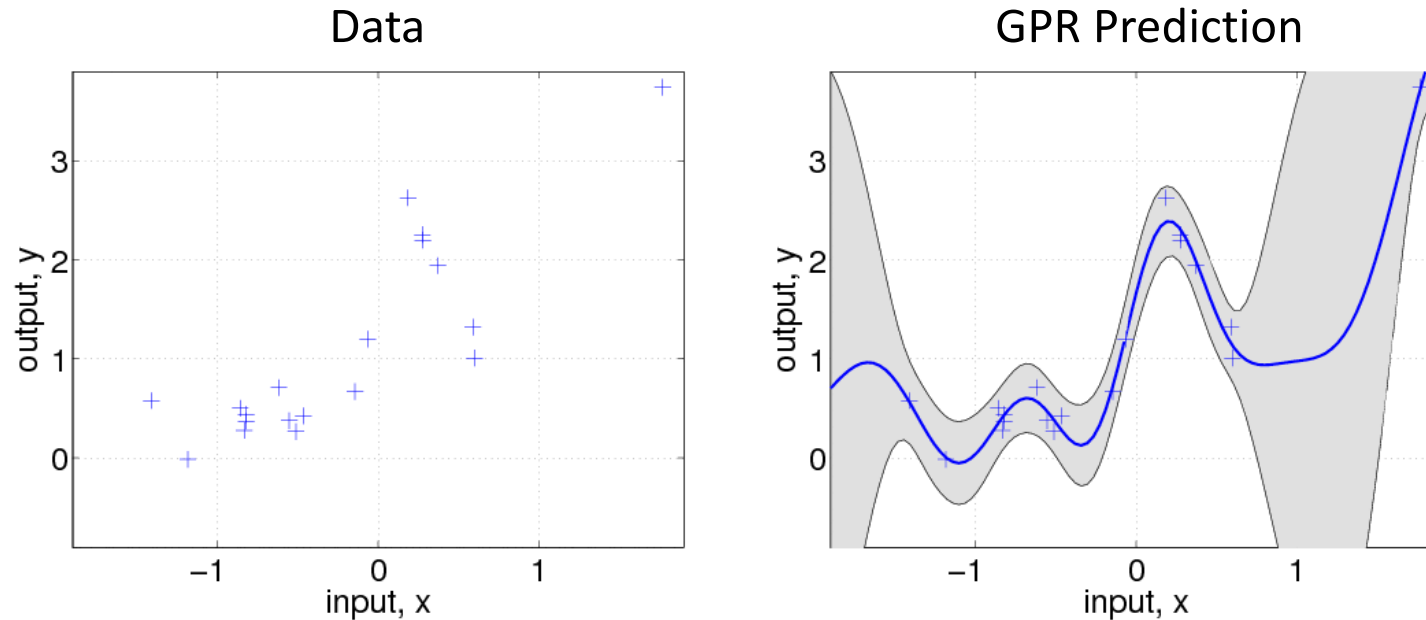 Data
GPR Prediction
3
2
1
0
output, y
−1
0
1
input, x
3
2
1
0
output, y
−1
0
1
input, x